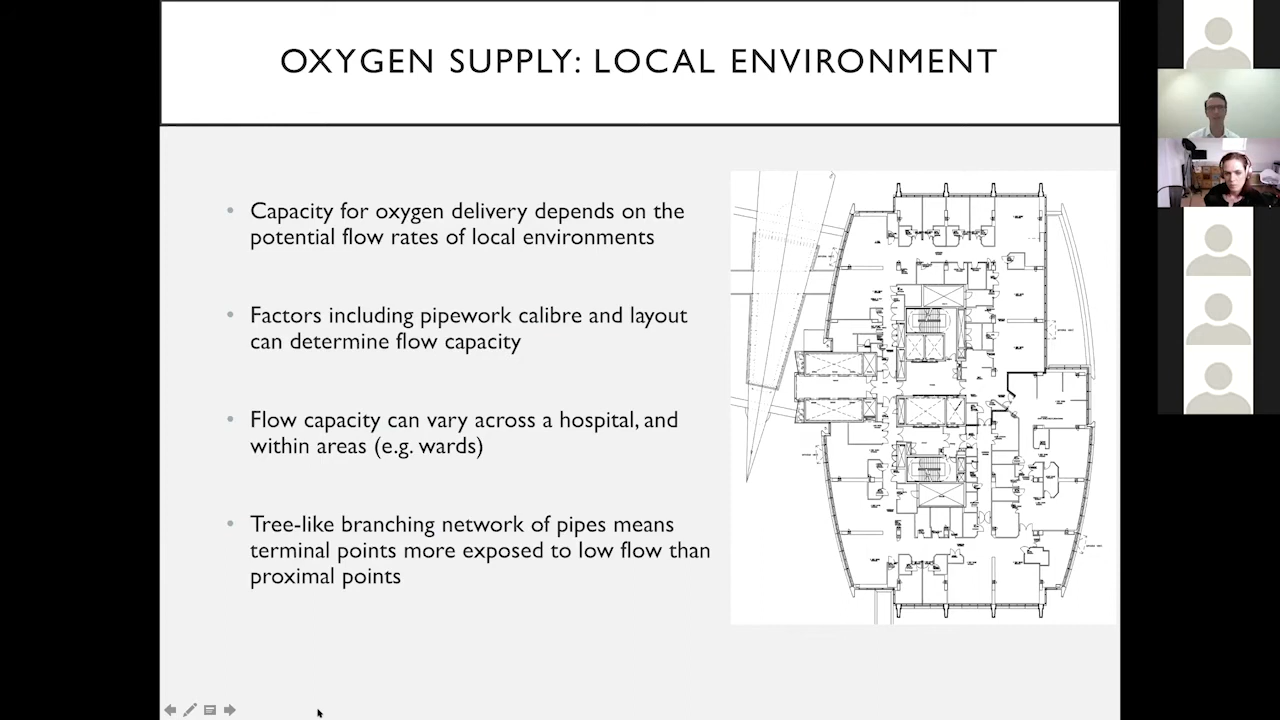 OXYGEN SUPPLY: LOCAL ENVIRONMENT
Capacity for oxygen delivery depends on the
potential flow rates of local environments
Factors including pipework calibre and layout
can determine flow capacity
Flow capacity can vary across a hospital, and
within areas (e.g. wards)
Tree-like branching network of pipes means
terminal points more exposed to low flow than
proximal points